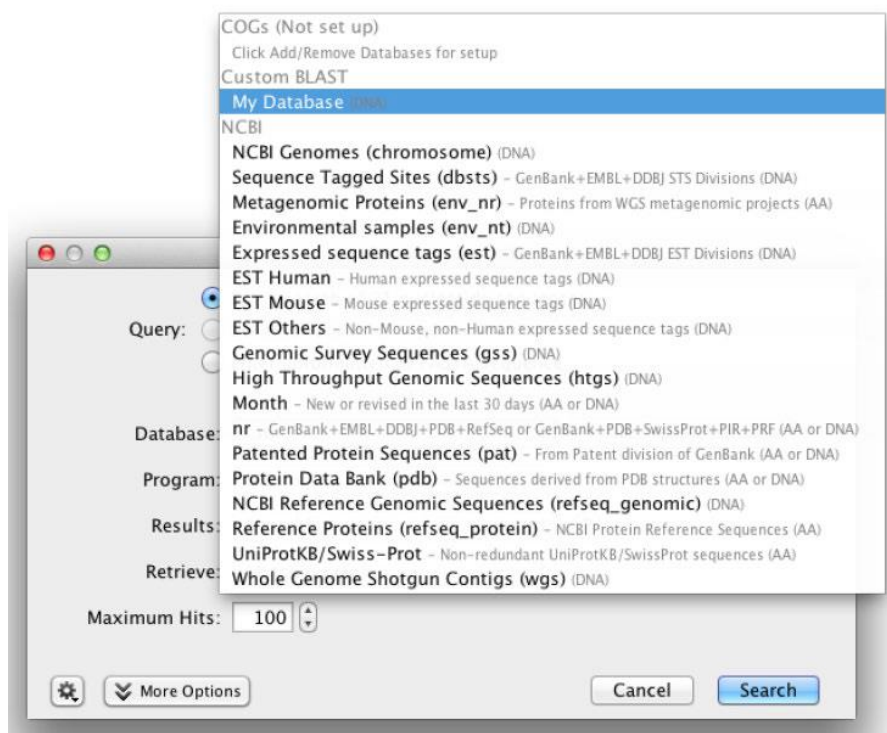 COGs (Not set up)
Click Add/Remove Databases for setup
Custom BLAST
My Database (DNA)
NCBI
NCBI Genomes (chromosome) (DNA)
Sequence Tagged Sites (dbsts) – GenBank+EMBL+DDBJ STS Divisions (DNA)
Metagenomic Proteins (env_nr) – Proteins from WGS metagenomic projects (AA)
Environmental samples (env_nt) (DNA)
Expressed sequence tags (est) – GenBank+EMBL+DDBJ EST Divisions (DNA)
EST Human – Human expressed sequence tags (DNA)
EST Mouse – Mouse expressed sequence tags (DNA)
Query: EST Others – Non-Mouse, non-Human expressed sequence tags (DNA)
Genomic Survey Sequences (gss) (DNA)
High Throughput Genomic Sequences (htgs) (DNA)
Month – New or revised in the last 30 days (AA or DNA)
Database: nr – GenBank+EMBL+DDBJ+PDB+RefSeq or GenBank+PDB+SwissProt+PIR+PRF (AA or DNA)
Patented Protein Sequences (pat) – From Patent division of GenBank (AA or DNA)
Program: Protein Data Bank (pdb) – Sequences derived from PDB structures (AA or DNA)
NCBI Reference Genomic Sequences (refseq_genomic) (DNA)
Results: Reference Proteins (refseq_protein) – NCBI Protein Reference Sequences (AA)
UniProtKB/Swiss-Prot – Non-redundant UniProtKB/SwissProt sequences (AA)
Retrieve: Whole Genome Shotgun Contigs (wgs) (DNA)
Maximum Hits: 100
More Options Cancel Search